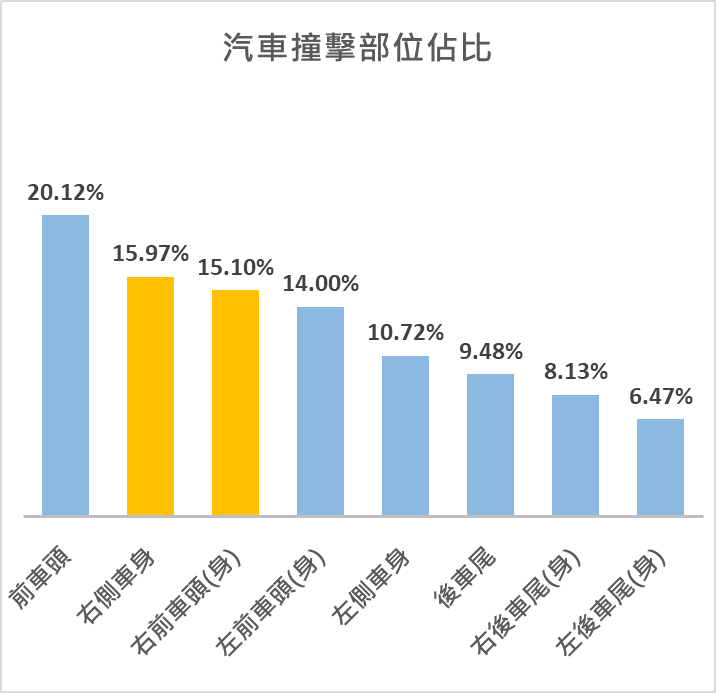 汽車撞擊部位佔比
20.12%
15.97%
15.10%
14.00%
10.72%
9.48%
8.13%
6.47%
前車頭
右側車身
右前車頭(身)
左前車頭(身)
左側車身
後車尾
右後車尾(身)
左後車尾(身)